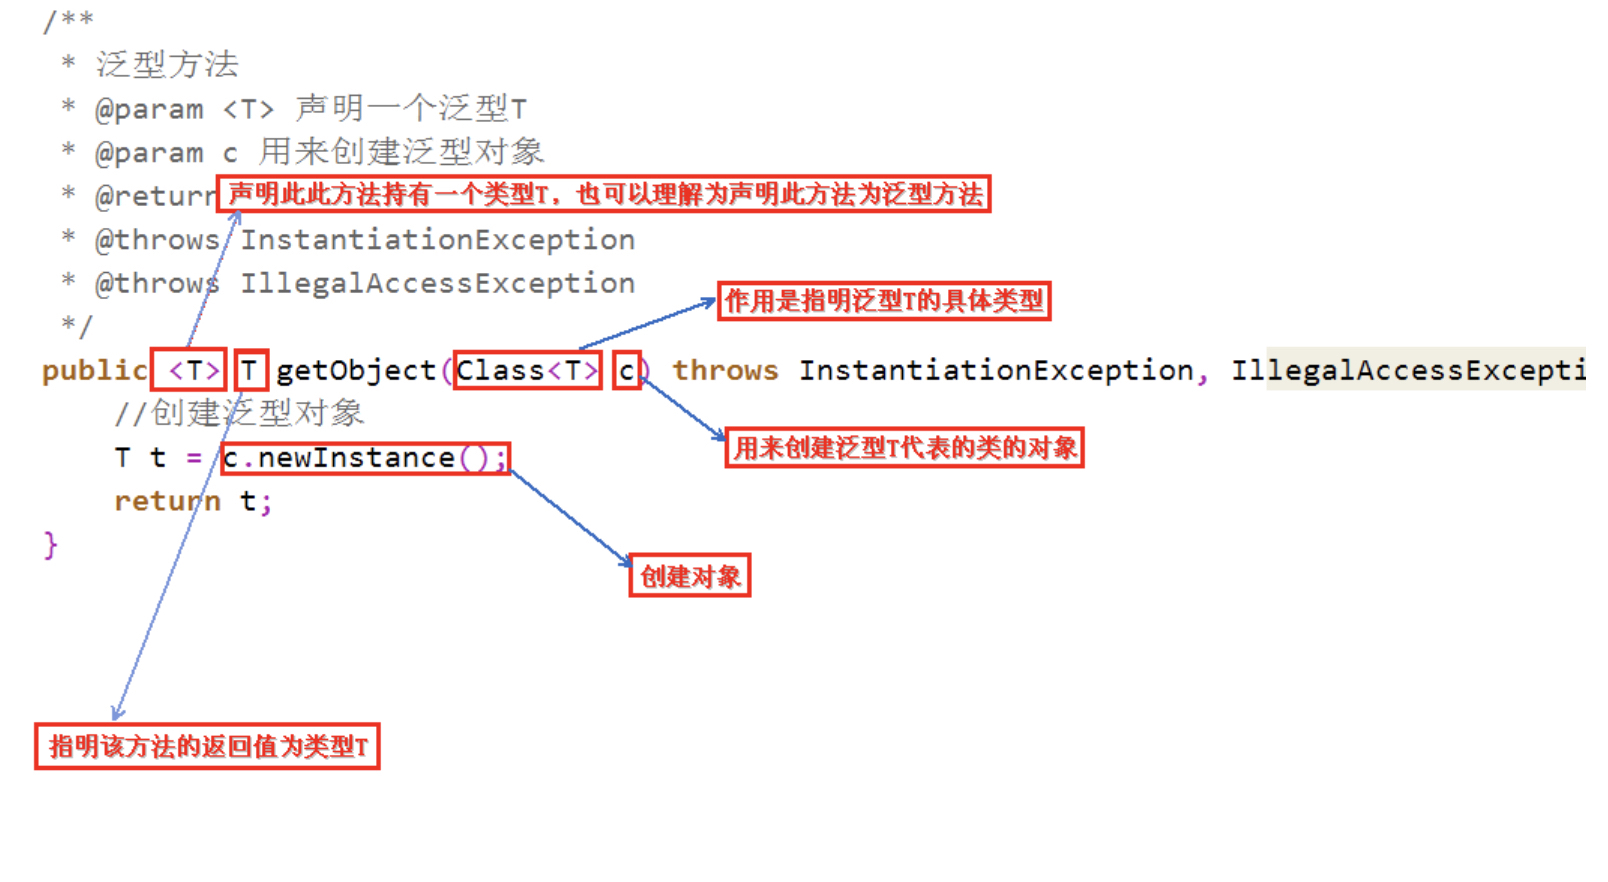 /**
* 泛型方法
* @param <T> 声明一个泛型T
* @param c 用来创建泛型对象
* @return 声明此此方法持有一个类型T，也可以理解为声明此方法为泛型方法
* @throws InstantiationException
* @throws IllegalAccessException
作用是指明泛型T的具体类型
*/
public <T> T getObject(Class<T> c) throws InstantiationException, IllegalAccessExcepti
//创建泛型对象
用来创建泛型T代表的类的对象
T t = c.newInstance();
return t;
}
创建对象
指明该方法的返回值为类型T